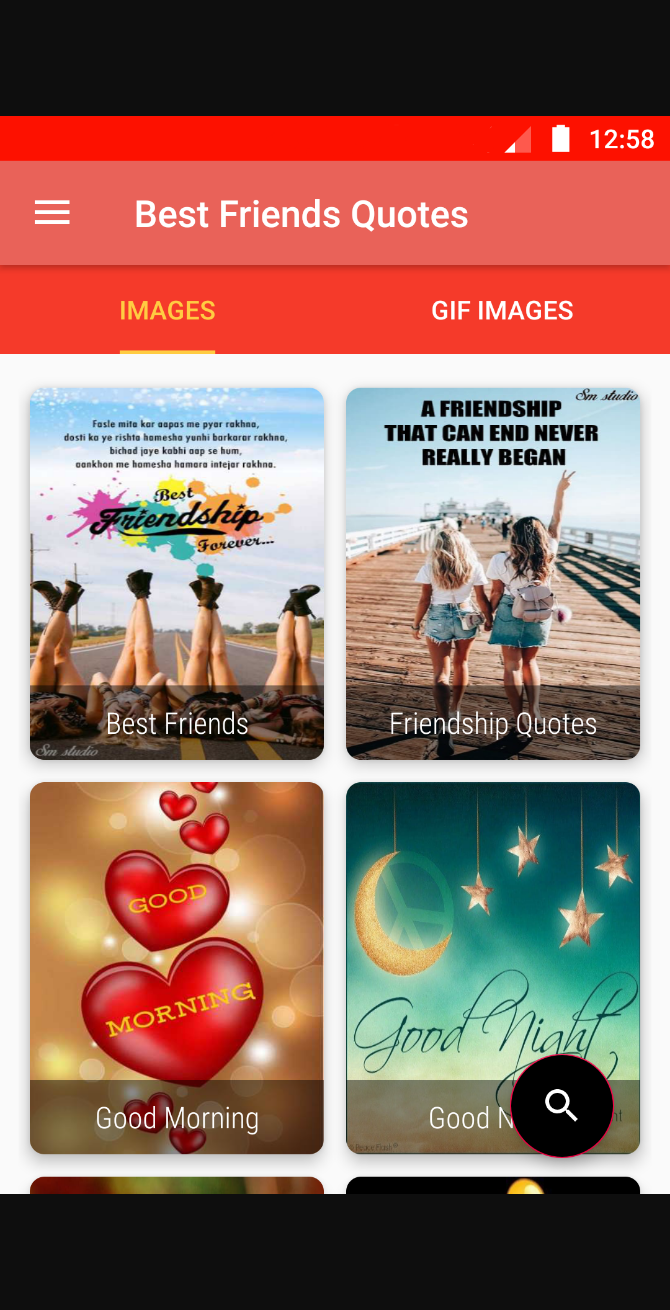 12:58
Best Friends Quotes
IMAGES
GIF IMAGES
Fasle mita kar aapas me pyar rakhna,
dosti ka ye rishta hamesha yunhi barkarar rakhna,
bichad jaye kabhi aap se hum,
aankhon me hamesha hamara intejar rakhna.
Best
Friendship
Forever...
Best Friends
Sm studio
Sm studio
A FRIENDSHIP
THAT CAN END NEVER
REALLY BEGAN
Friendship Quotes
GOOD
MORNING
Good Morning
Good Night
Good N